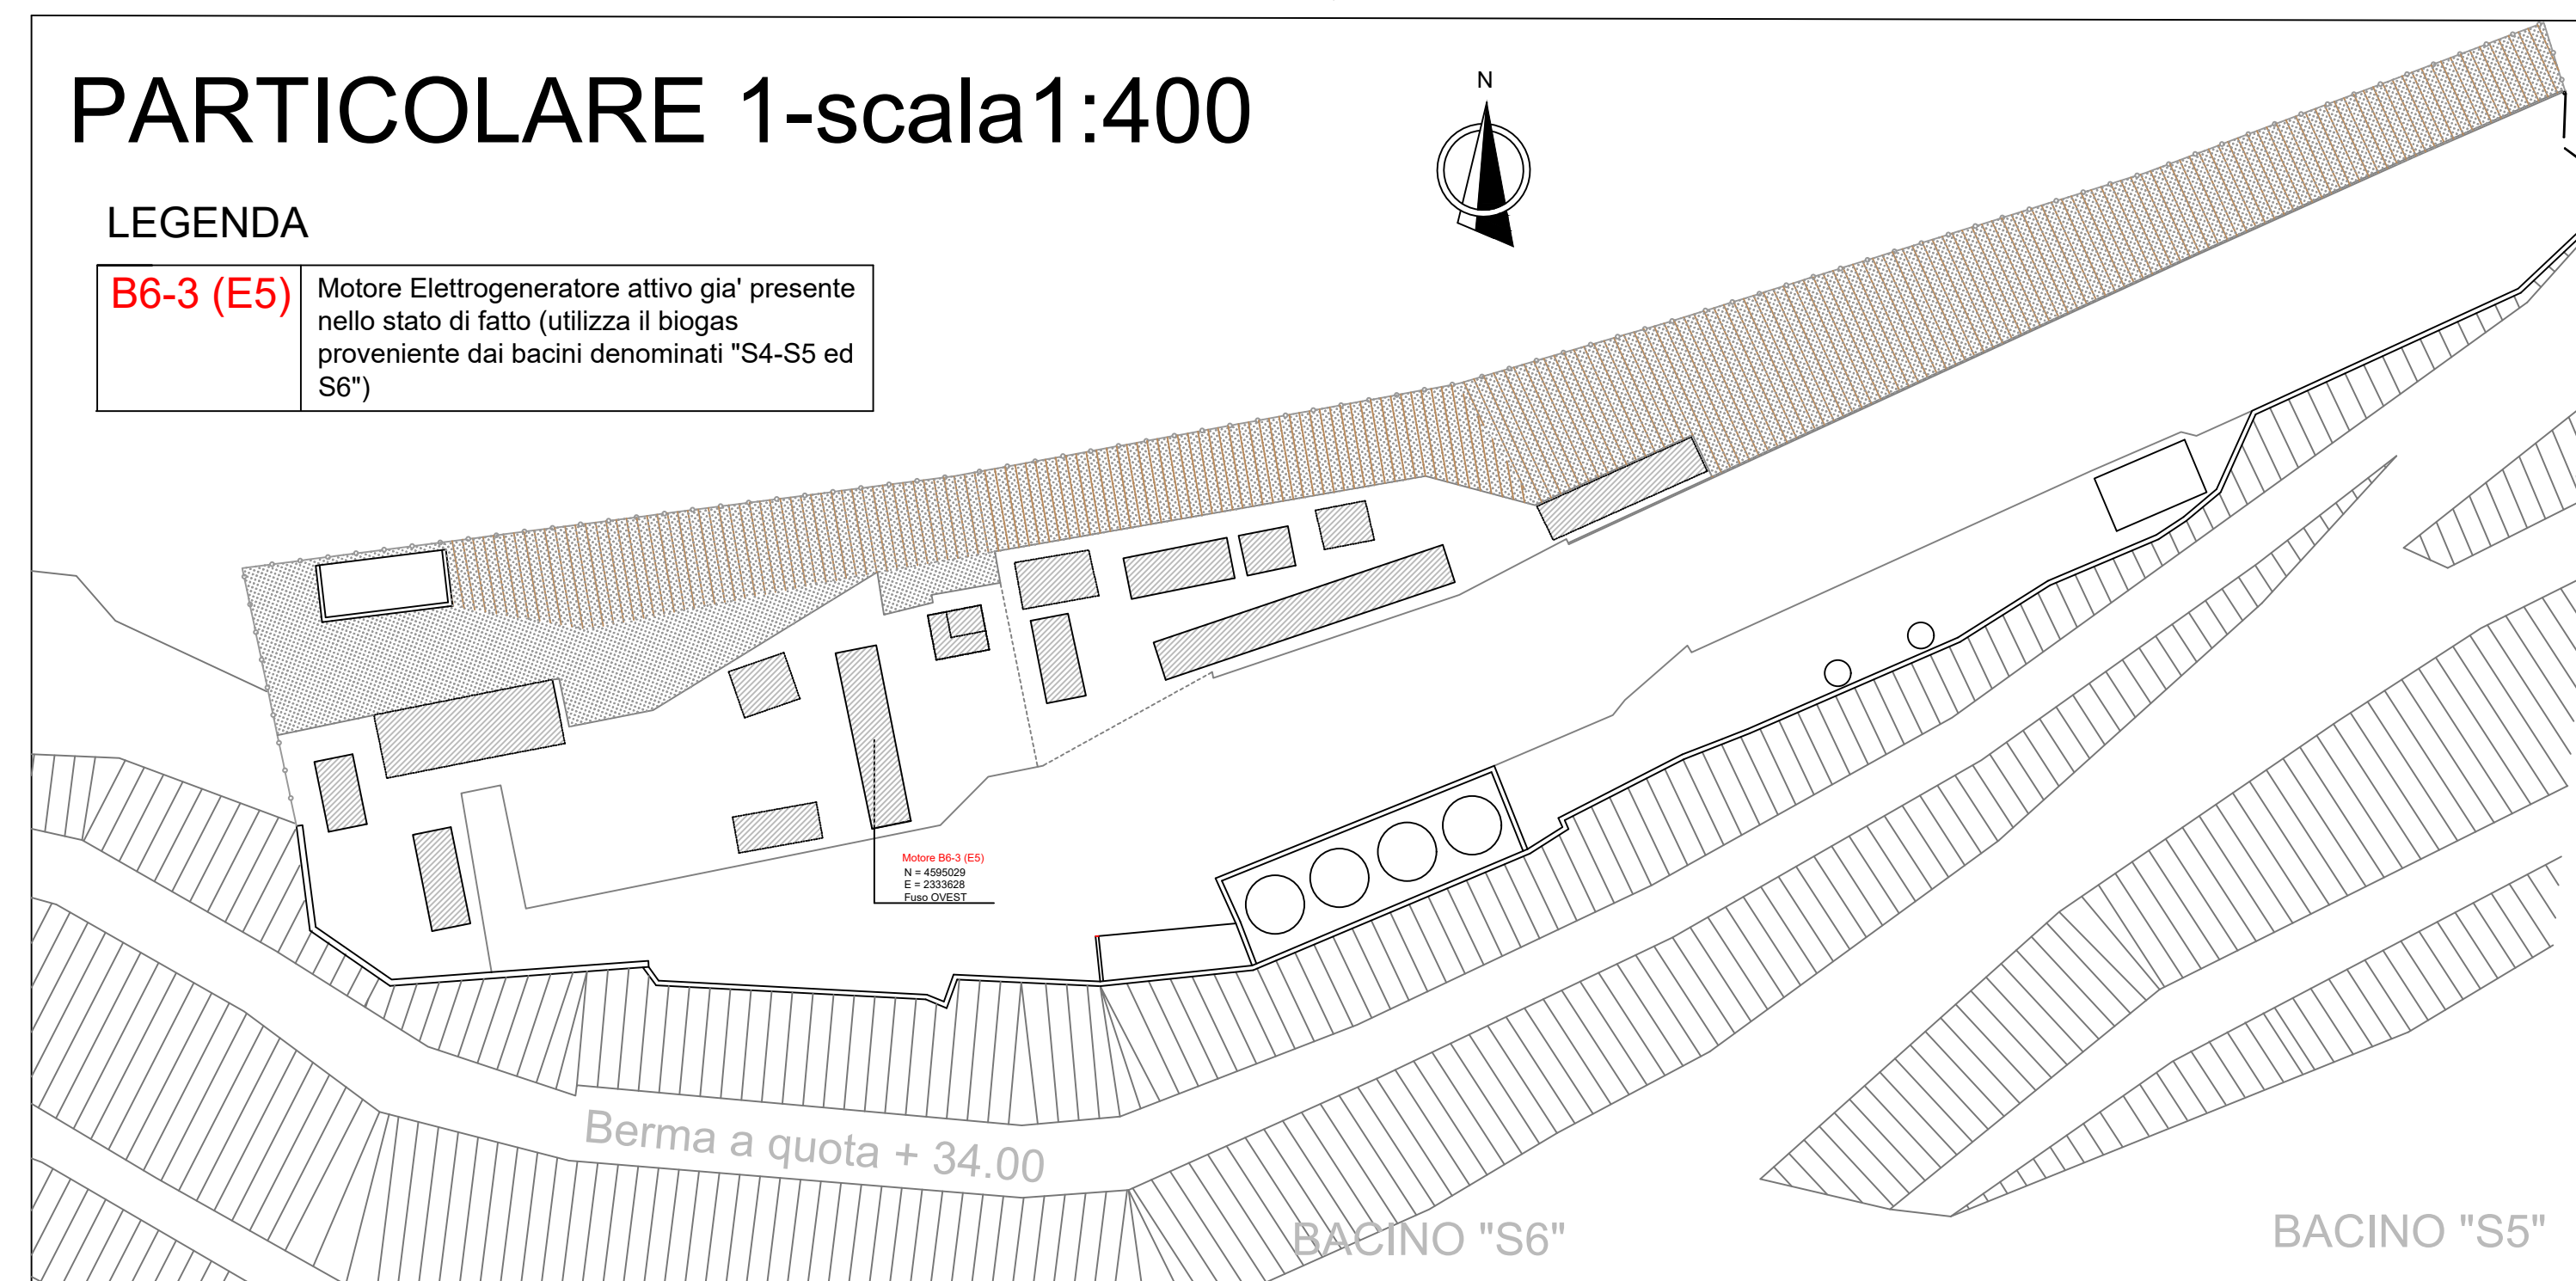 PARTICOLARE 1-scala1:400
N
LEGENDA
B6-3 (E5)
Motore Elettrogeneratore attivo gia' presente
nello stato di fatto (utilizza il biogas
proveniente dai bacini denominati "S4-S5 ed
S6")
Motore B6-3 (E5)
N = 4595029
E = 2333628
Fuso OVEST
Berma a quota + 34.00
BACINO "S6"
BACINO "S5"